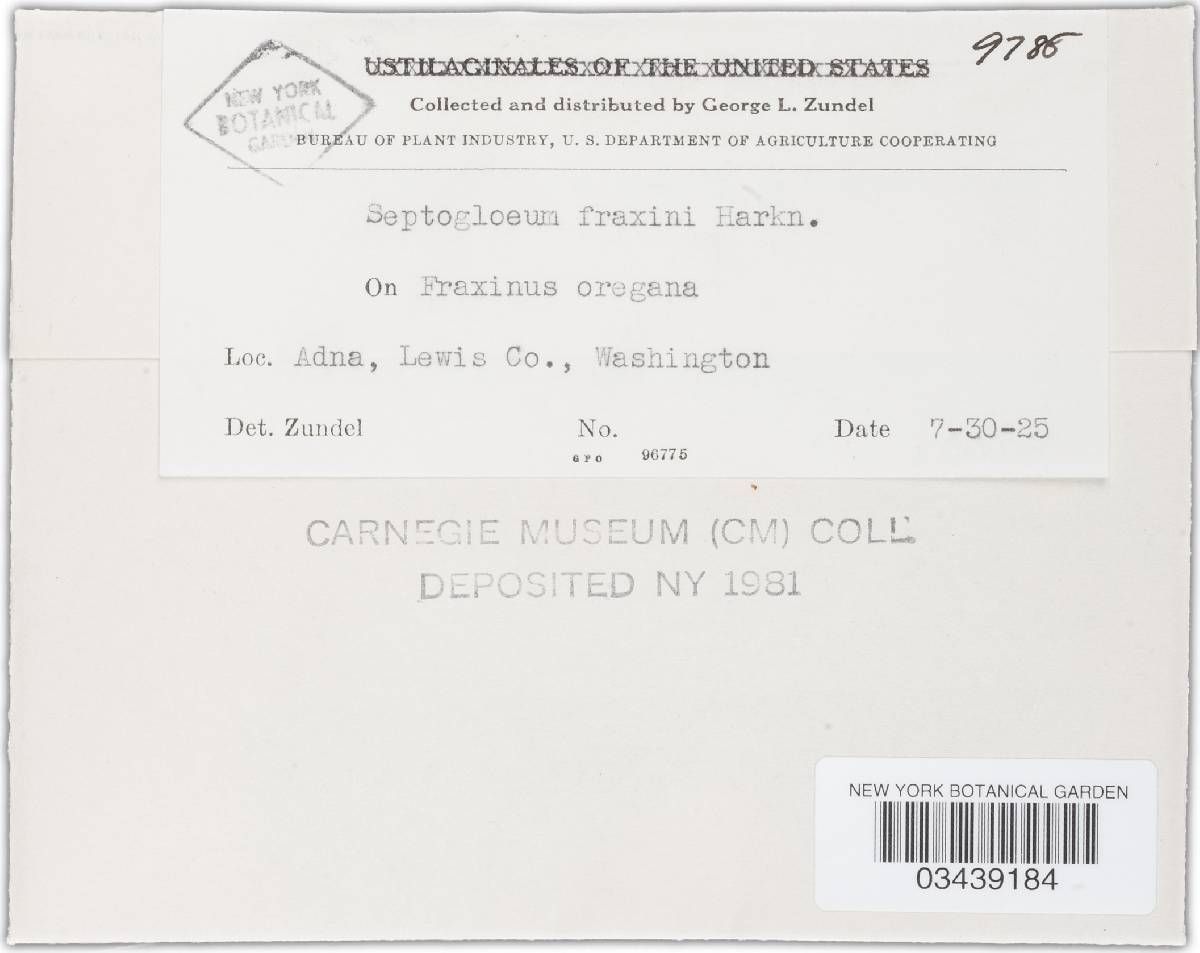 9786
NEW YORK
BOTANICAL
GARDEN
USTILAGINALES OF THE UNITED STATES
Collected and distributed by George L. Zundel
BUREAU OF PLANT INDUSTRY, U. S. DEPARTMENT OF AGRICULTURE COOPERATING
Septogloeum fraxini Harkn.
On Fraxinus oregana
Loc. Adna, Lewis Co., Washington
Det. Zundel No. Date 7-30-25
GPO 96775
CARNEGIE MUSEUM (CM) COLL.
DEPOSITED NY 1981
NEW YORK BOTANICAL GARDEN
03439184